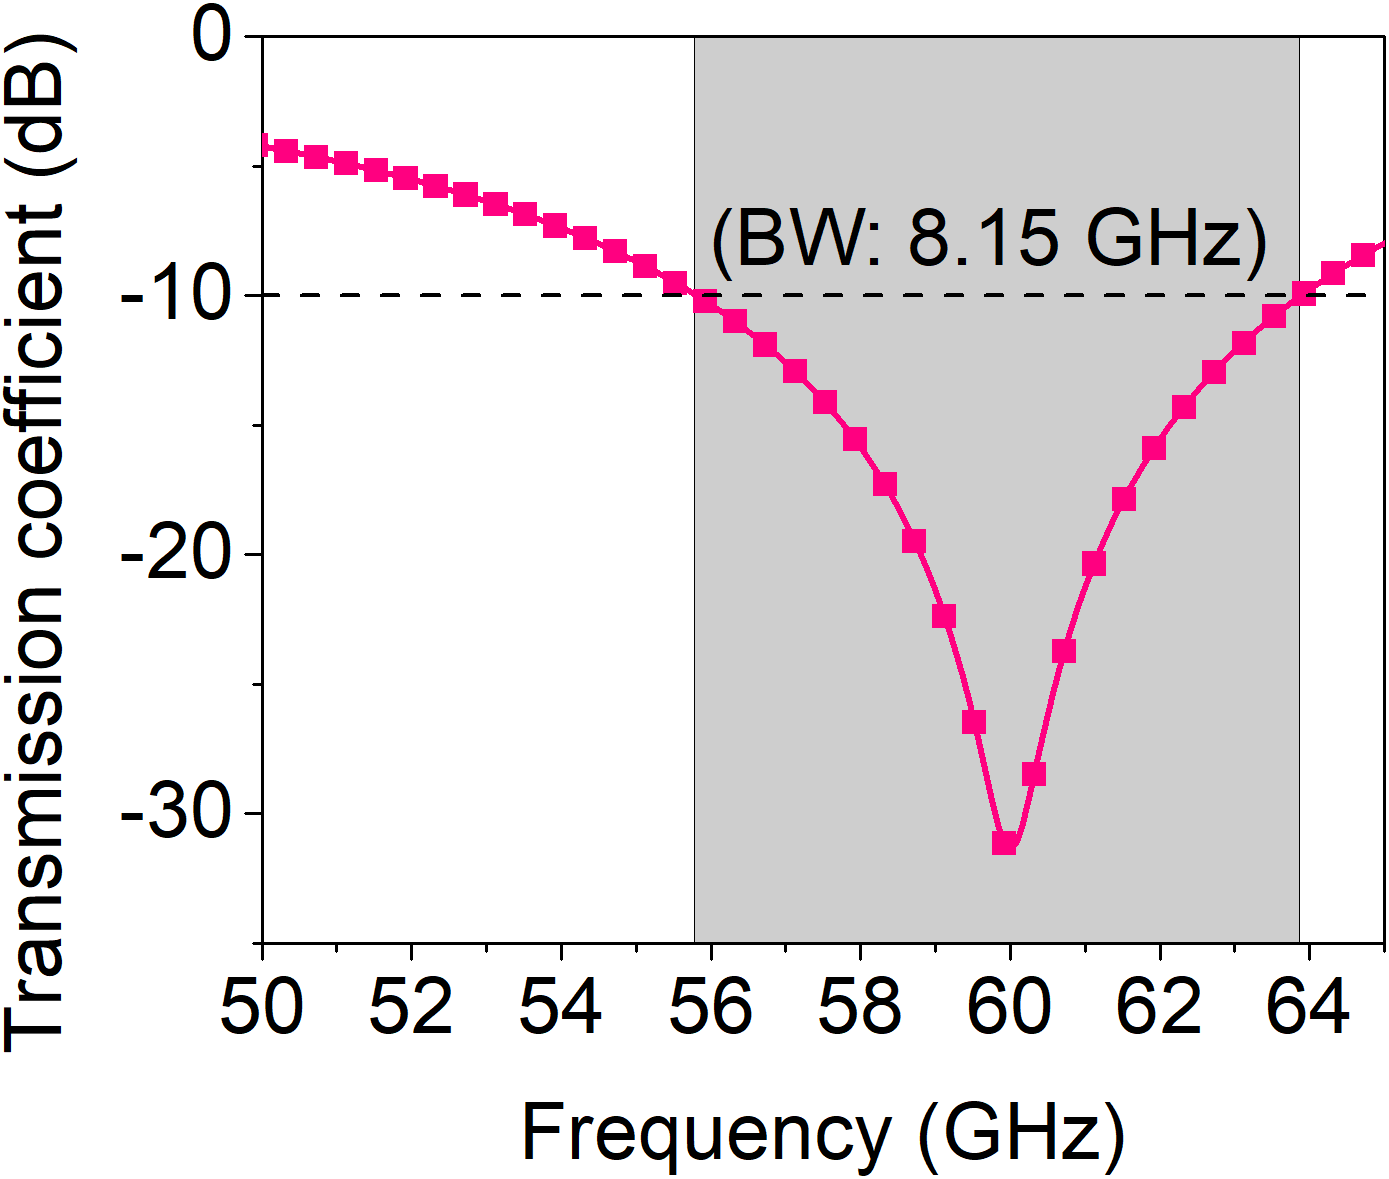 Transmission coefficient (dB)
0
-10
-20
-30
(BW: 8.15 GHz)
50 52 54 56 58 60 62 64
Frequency (GHz)